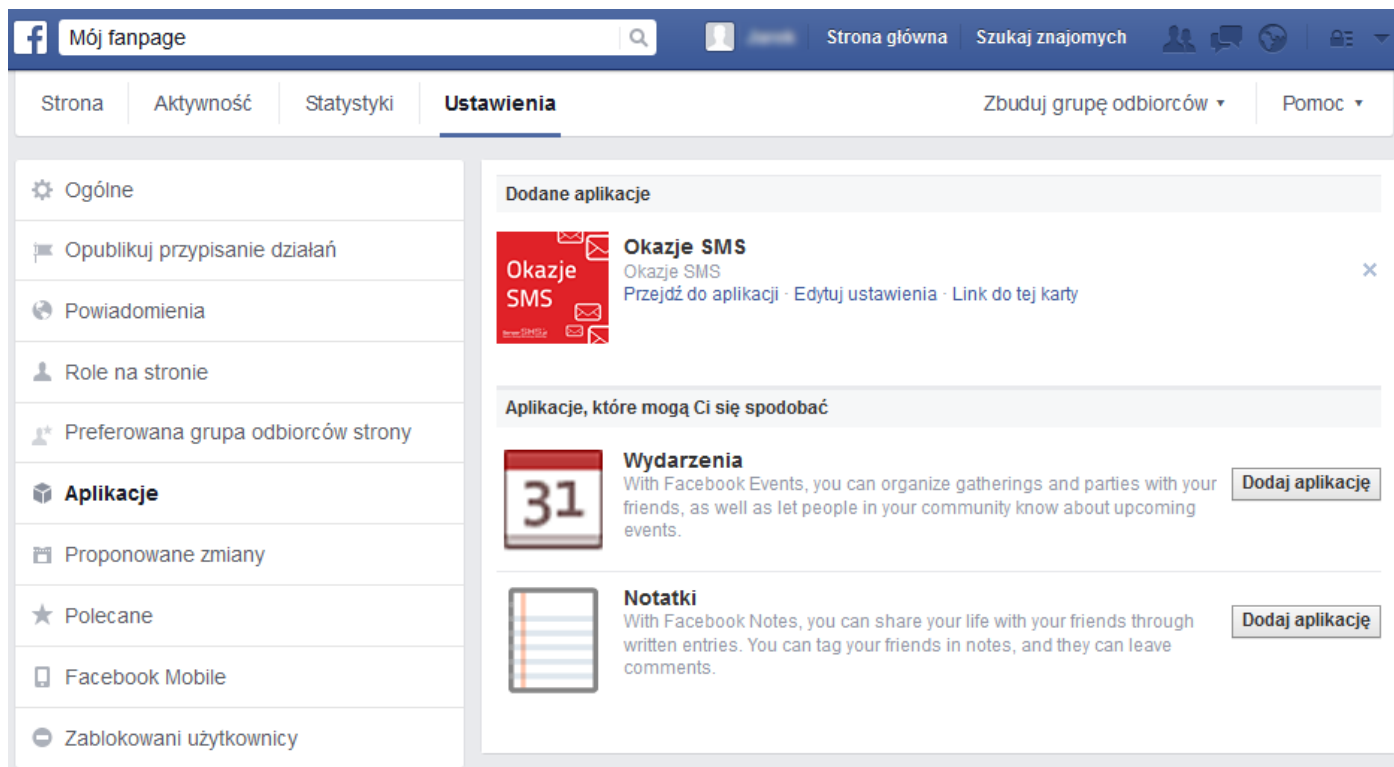 Mój fanpage
Strona główna Szukaj znajomych
Strona Aktywność Statystyki Ustawienia Zbuduj grupę odbiorców Pomoc
Ogólne
Opublikuj przypisanie działań
Powiadomienia
Role na stronie
Preferowana grupa odbiorców strony
Aplikacje
Proponowane zmiany
Polecane
Facebook Mobile
Zablokowani użytkownicy
Dodane aplikacje
Okazje
SMS
Okazje SMS
Okazje SMS
Przejdź do aplikacji · Edytuj ustawienia · Link do tej karty
Aplikacje, które mogą Ci się spodobać
31
Wydarzenia
With Facebook Events, you can organize gatherings and parties with your
friends, as well as let people in your community know about upcoming
events.
Dodaj aplikację
Notatki
With Facebook Notes, you can share your life with your friends through
written entries. You can tag your friends in notes, and they can leave
comments.
Dodaj aplikację